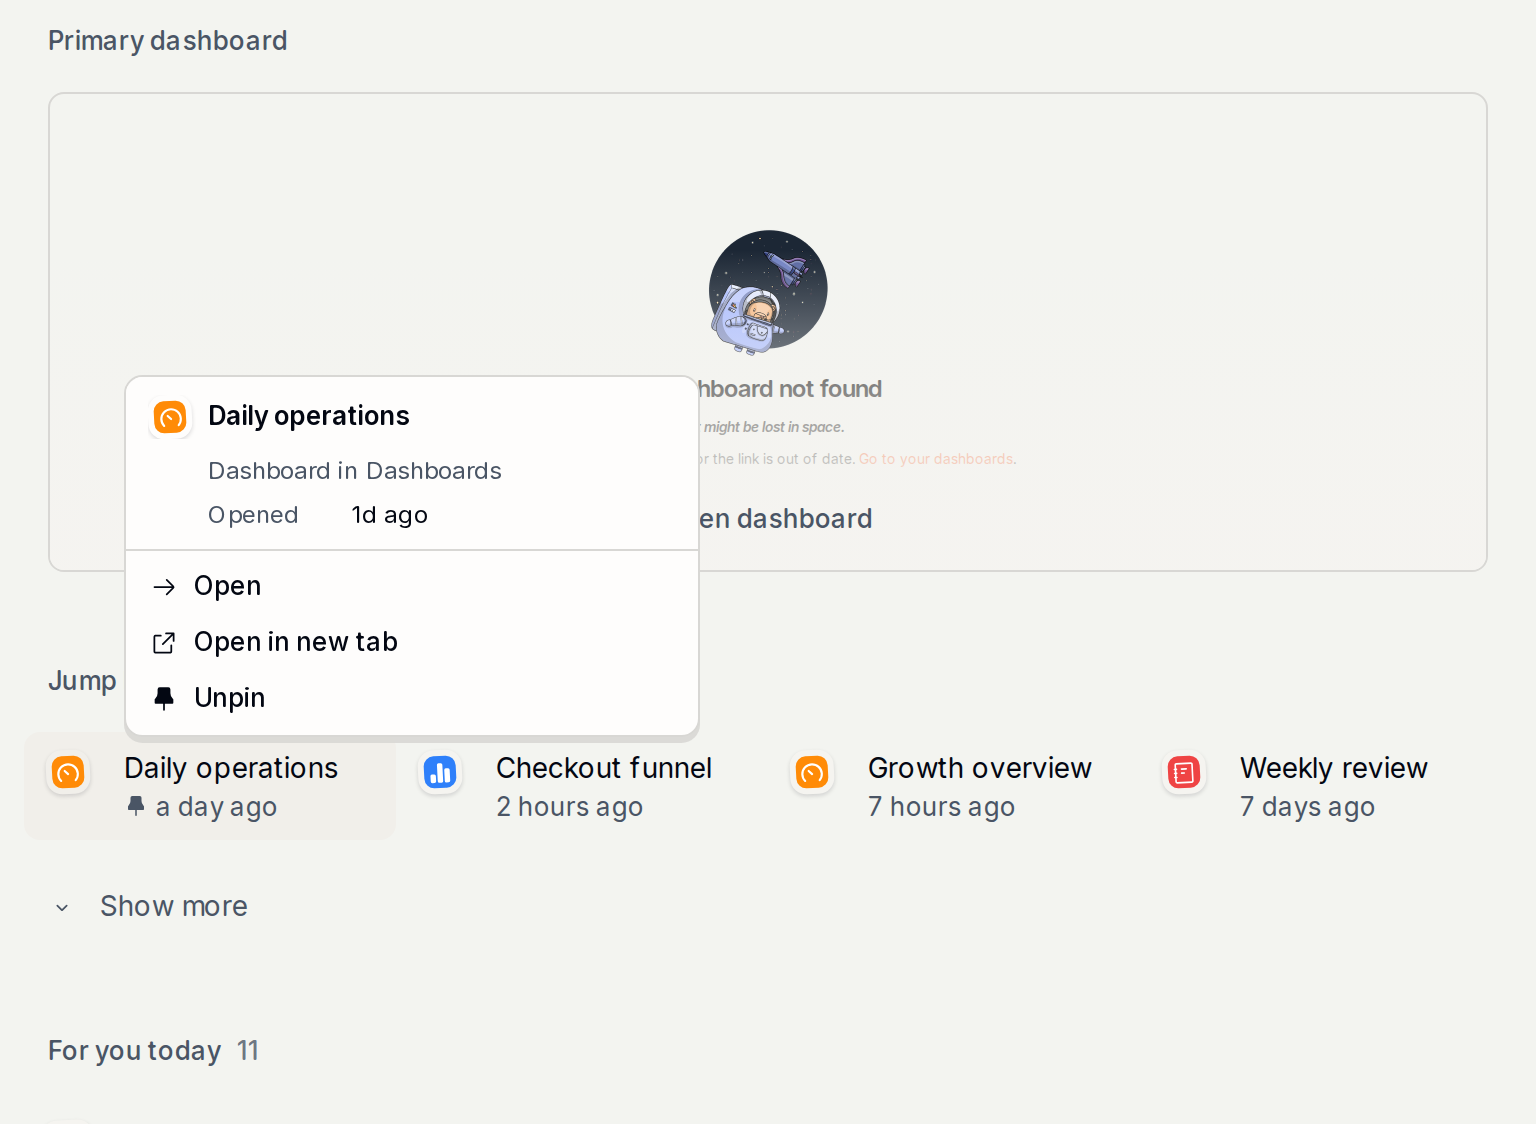 Primary dashboard
hboard not found
might be lost in space.
or the link is out of date. Go to your dashboards.
en dashboard
Daily operations
Dashboard in Dashboards
Opened 1d ago
Open
Open in new tab
Unpin
Jump
Daily operations
a day ago
Checkout funnel
2 hours ago
Growth overview
7 hours ago
Weekly review
7 days ago
Show more
For you today 11